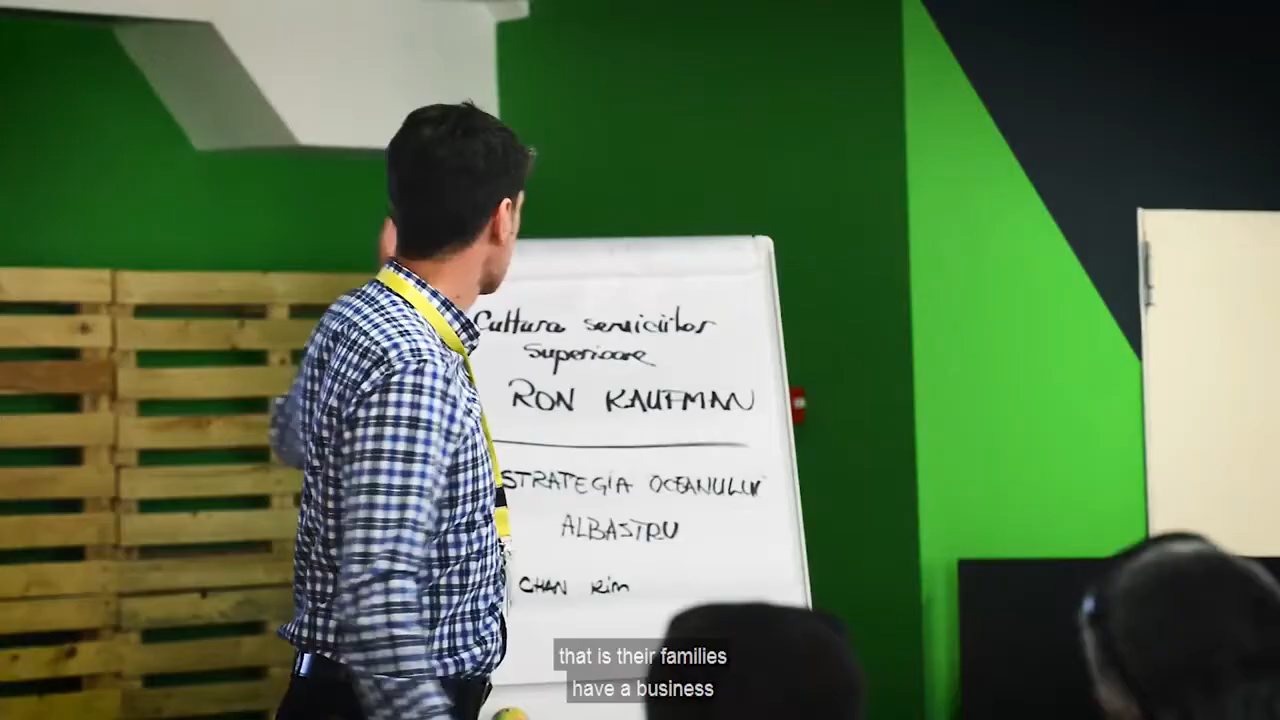 Cultura serviciilor
Superioare
RON KAUFMAN
STRATEGIA OCEANULUI
ALBASTRU
CHAN Kim
that is their families
have a business